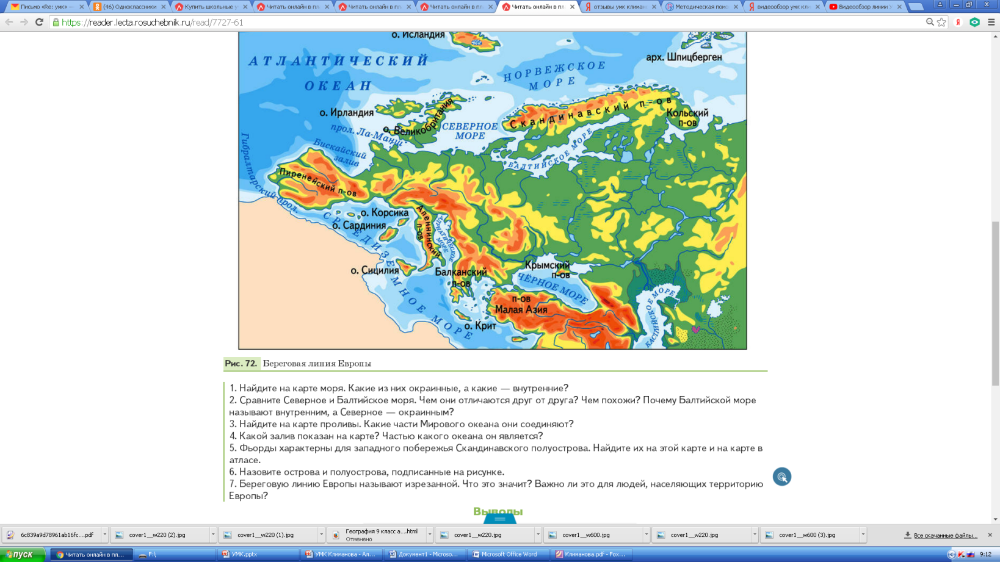 Письмо «Re: умк» —
(46) Одноклассники
Купить школьные у
Читать онлайн в пл
Читать онлайн в пл
Читать онлайн в пл
Читать онлайн в пл
отзывы умк климано
Методическая помо
видеообзор умк кли
Видеообзор линии У
https://reader.lecta.rosuchebnik.ru/read/7727-61
о. Исландия
арх. Шпицберген
АТЛАНТИЧЕСКИЙ
ОКЕАН
НОРВЕЖСКОЕ
МОРЕ
о. Ирландия
о. Великобритания
Скандинавский п-ов
Кольский
п-ов
прол. Ла-Манш
СЕВЕРНОЕ
МОРЕ
Бискайский
залив
БАЛТИЙСКОЕ МОРЕ
Гибралтарский прол.
Пиренейский п-ов
о. Корсика
о. Сардиния
Апеннинский
п-ов
АДРИАТИЧЕСКОЕ
МОРЕ
СРЕДИЗЕМНОЕ МОРЕ
о. Сицилия
Балканский
п-ов
Крымский
п-ов
ЧЁРНОЕ МОРЕ
п-ов
Малая Азия
КАСПИЙСКОЕ МОРЕ
о. Крит
Рис. 72. Береговая линия Европы
1. Найдите на карте моря. Какие из них окраинные, а какие — внутренние?
2. Сравните Северное и Балтийское моря. Чем они отличаются друг от друга? Чем похожи? Почему Балтийской море
называют внутренним, а Северное — окраинным?
3. Найдите на карте проливы. Какие части Мирового океана они соединяют?
4. Какой залив показан на карте? Частью какого океана он является?
5. Фьорды характерны для западного побережья Скандинавского полуострова. Найдите их на этой карте и на карте в
атласе.
6. Назовите острова и полуострова, подписанные на рисунке.
7. Береговую линию Европы называют изрезанной. Что это значит? Важно ли это для людей, населяющих территорию
Европы?
Выводы
6c839a9d78961ab16fc....pdf
cover1__w220 (2).jpg
cover1__w220 (1).jpg
География 9 класс а....html
Отменено
cover1__w220.jpg
cover1__w600.jpg
cover1__w220.jpg
cover1__w600 (3).jpg
Все скачанные файлы...
пуск
Читать онлайн в пл...
F:\
УМК.pptx
УМК Климанова - Ал...
Документ1 - Microso...
Microsoft Office Word
Климанова.pdf - Fox...
9:12